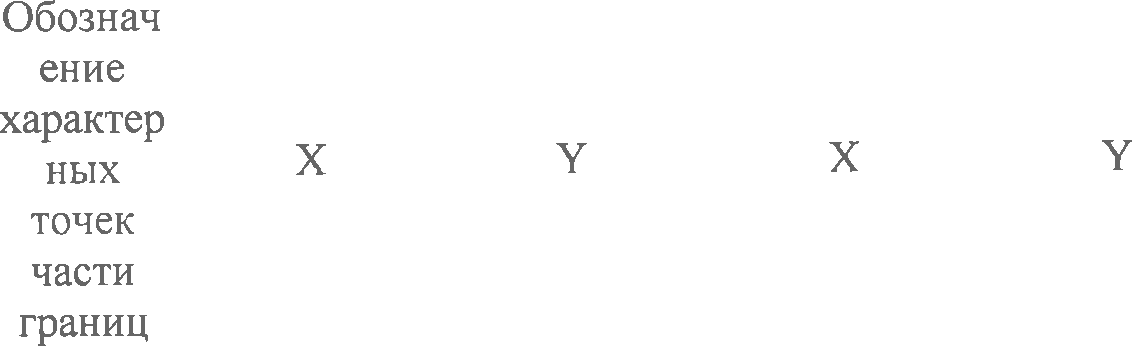 Обознач
ение
характер
ных
точек
части
границ
X Y X Y